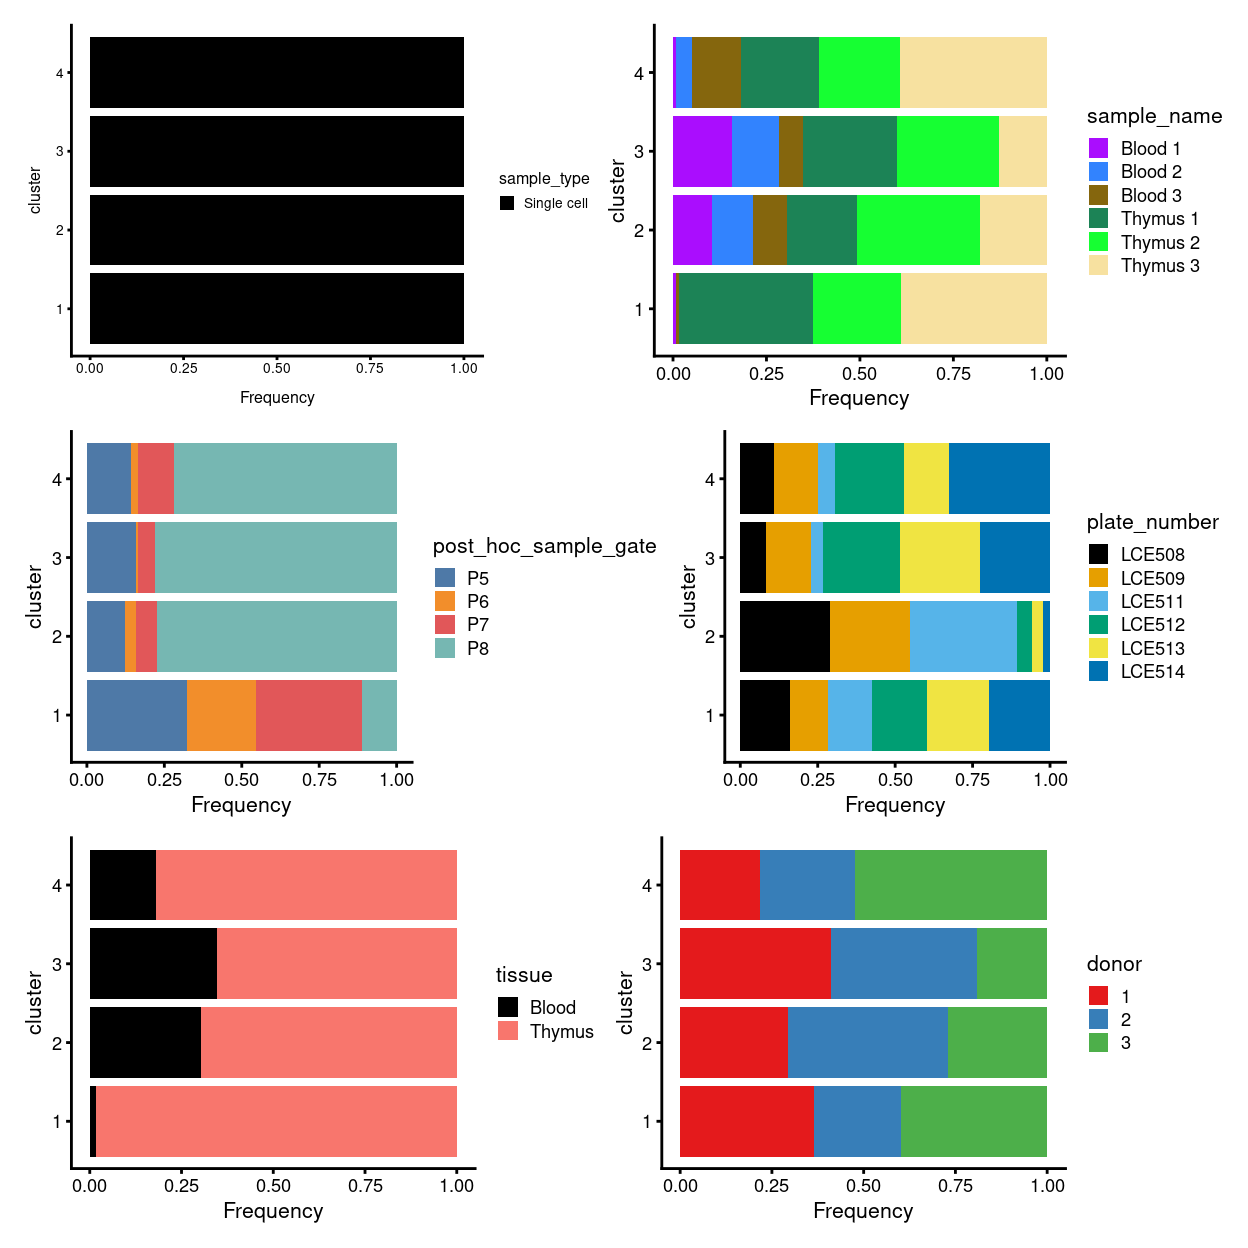 4
3
2
1
cluster
0.00 0.25 0.50 0.75 1.00
Frequency
sample_type
Single cell
4
3
2
1
cluster
0.00 0.25 0.50 0.75 1.00
Frequency
sample_name
Blood 1
Blood 2
Blood 3
Thymus 1
Thymus 2
Thymus 3
4
3
2
1
cluster
0.00 0.25 0.50 0.75 1.00
Frequency
post_hoc_sample_gate
P5
P6
P7
P8
4
3
2
1
cluster
0.00 0.25 0.50 0.75 1.00
Frequency
plate_number
LCE508
LCE509
LCE511
LCE512
LCE513
LCE514
4
3
2
1
cluster
0.00 0.25 0.50 0.75 1.00
Frequency
tissue
Blood
Thymus
4
3
2
1
cluster
0.00 0.25 0.50 0.75 1.00
Frequency
donor
1
2
3